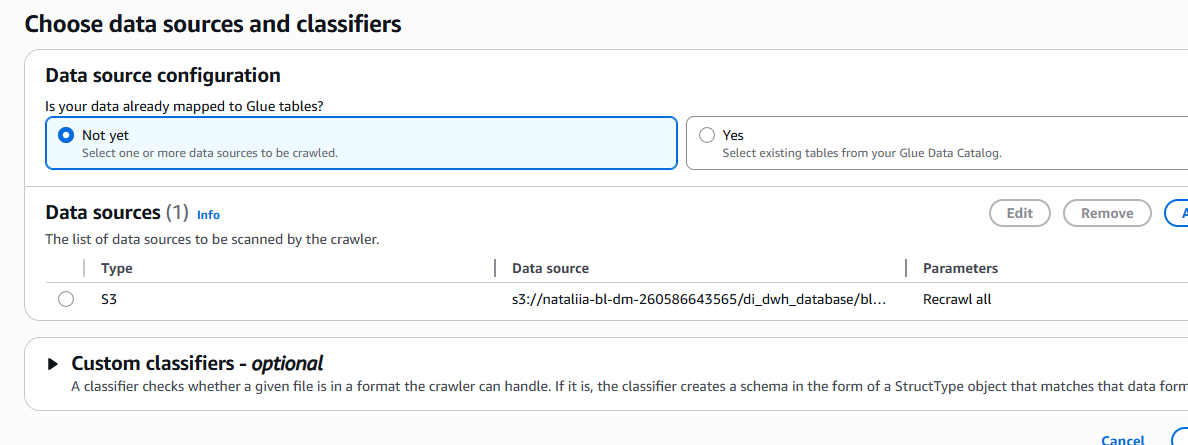 Choose data sources and classifiers
Data source configuration
Is your data already mapped to Glue tables?
Not yet
Select one or more data sources to be crawled.
Yes
Select existing tables from your Glue Data Catalog.
Data sources (1) Info
Edit
Remove
The list of data sources to be scanned by the crawler.
Type
Data source
Parameters
S3
s3://nataliia-bl-dm-260586643565/di_dwh_database/bl...
Recrawl all
Custom classifiers - optional
A classifier checks whether a given file is in a format the crawler can handle. If it is, the classifier creates a schema in the form of a StructType object that matches that data form
Cancel